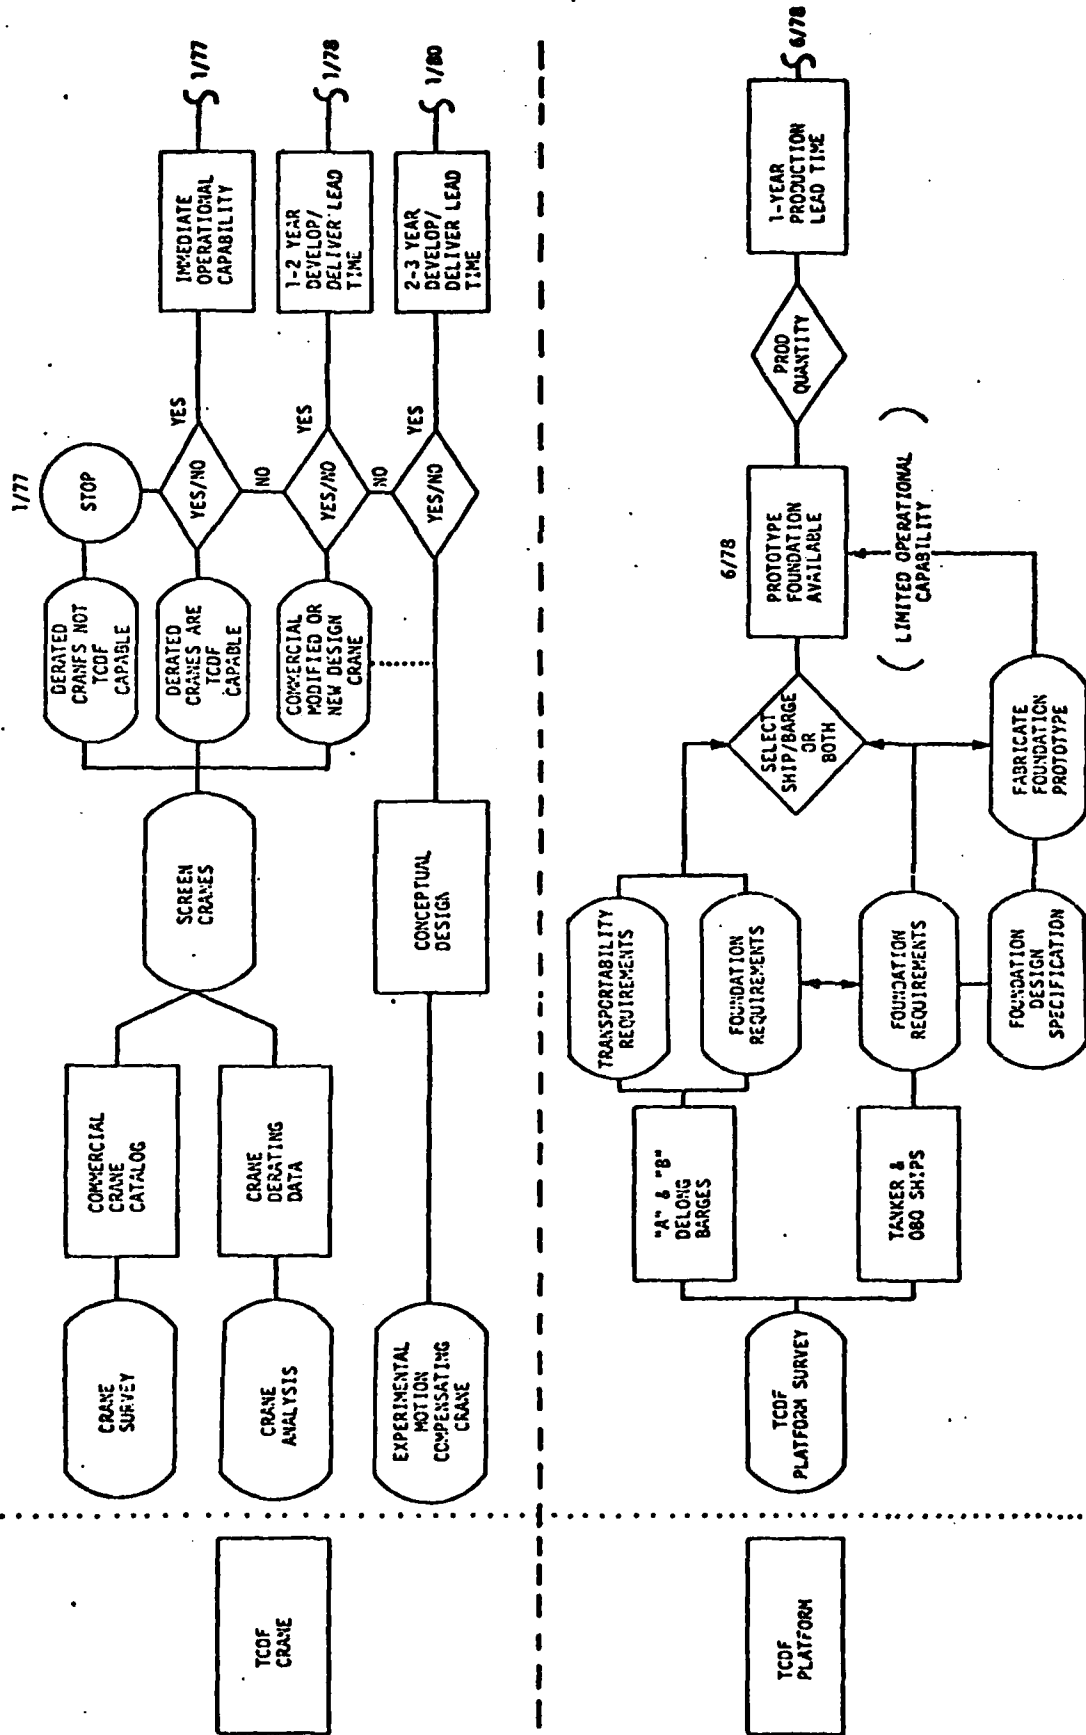 TCDF
CRANE
CRANE
SURVEY
COMMERCIAL
CRANE
CATALOG
CRANE
ANALYSIS
CRANE
DERATING
DATA
EXPERIMENTAL
MOTION
COMPENSATING
CRANE
SCREEN
CRANES
CONCEPTUAL
DESIGN
DERATED
CRANES NOT
TCDF
CAPABLE
1/77
STOP
DERATED
CRANES ARE
TCDF
CAPABLE
YES/NO
YES
IMMEDIATE
OPERATIONAL
CAPABILITY
1/77
NO
COMMERCIAL
MODIFIED OR
NEW DESIGN
CRANE
YES/NO
YES
1-2 YEAR
DEVELOP/
DELIVER LEAD
TIME
1/78
NO
YES/NO
YES
2-3 YEAR
DEVELOP/
DELIVER LEAD
TIME
1/80
TCDF
PLATFORM
TCDF
PLATFORM SURVEY
"A" & "B"
DELONG
BARGES
TANKER &
OBO SHIPS
TRANSPORTABILITY
REQUIREMENTS
FOUNDATION
REQUIREMENTS
FOUNDATION
REQUIREMENTS
FOUNDATION
DESIGN
SPECIFICATION
SELECT
SHIP/BARGE
OR
BOTH
FABRICATE
FOUNDATION
PROTOTYPE
6/78
PROTOTYPE
FOUNDATION
AVAILABLE
(LIMITED OPERATIONAL
CAPABILITY)
PROD
QUANTITY
1-YEAR
PRODUCTION
LEAD TIME
6/78